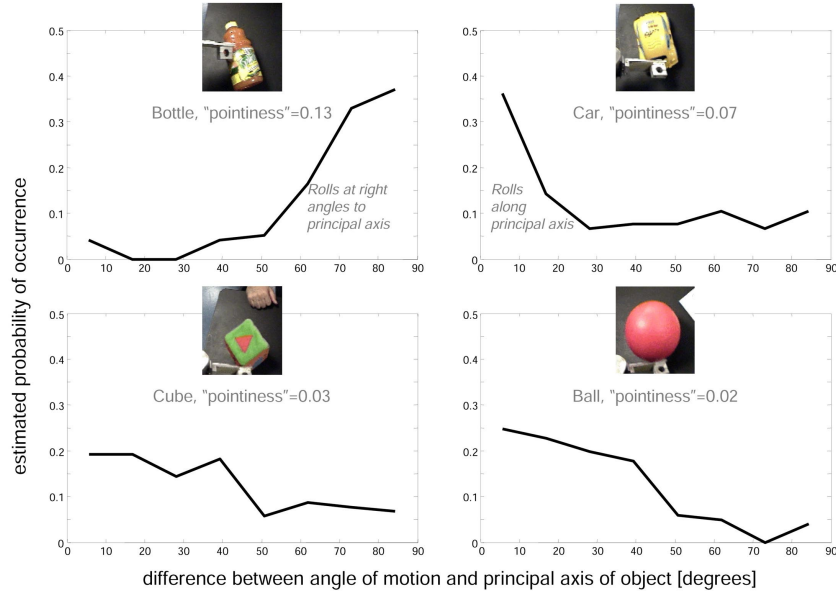 0.5
0.4
0.3
0.2
0.1
0
0 10 20 30 40 50 60 70 80 90
Bottle, “pointiness”=0.13
Rolls at right
angles to
principal axis
0.5
0.4
0.3
0.2
0.1
0
0 10 20 30 40 50 60 70 80 90
Car, “pointiness”=0.07
Rolls
along
principal axis
estimated probability of occurrence
0.5
0.4
0.3
0.2
0.1
0
0 10 20 30 40 50 60 70 80 90
Cube, “pointiness”=0.03
0.5
0.4
0.3
0.2
0.1
0
0 10 20 30 40 50 60 70 80 90
Ball, “pointiness”=0.02
difference between angle of motion and principal axis of object [degrees]